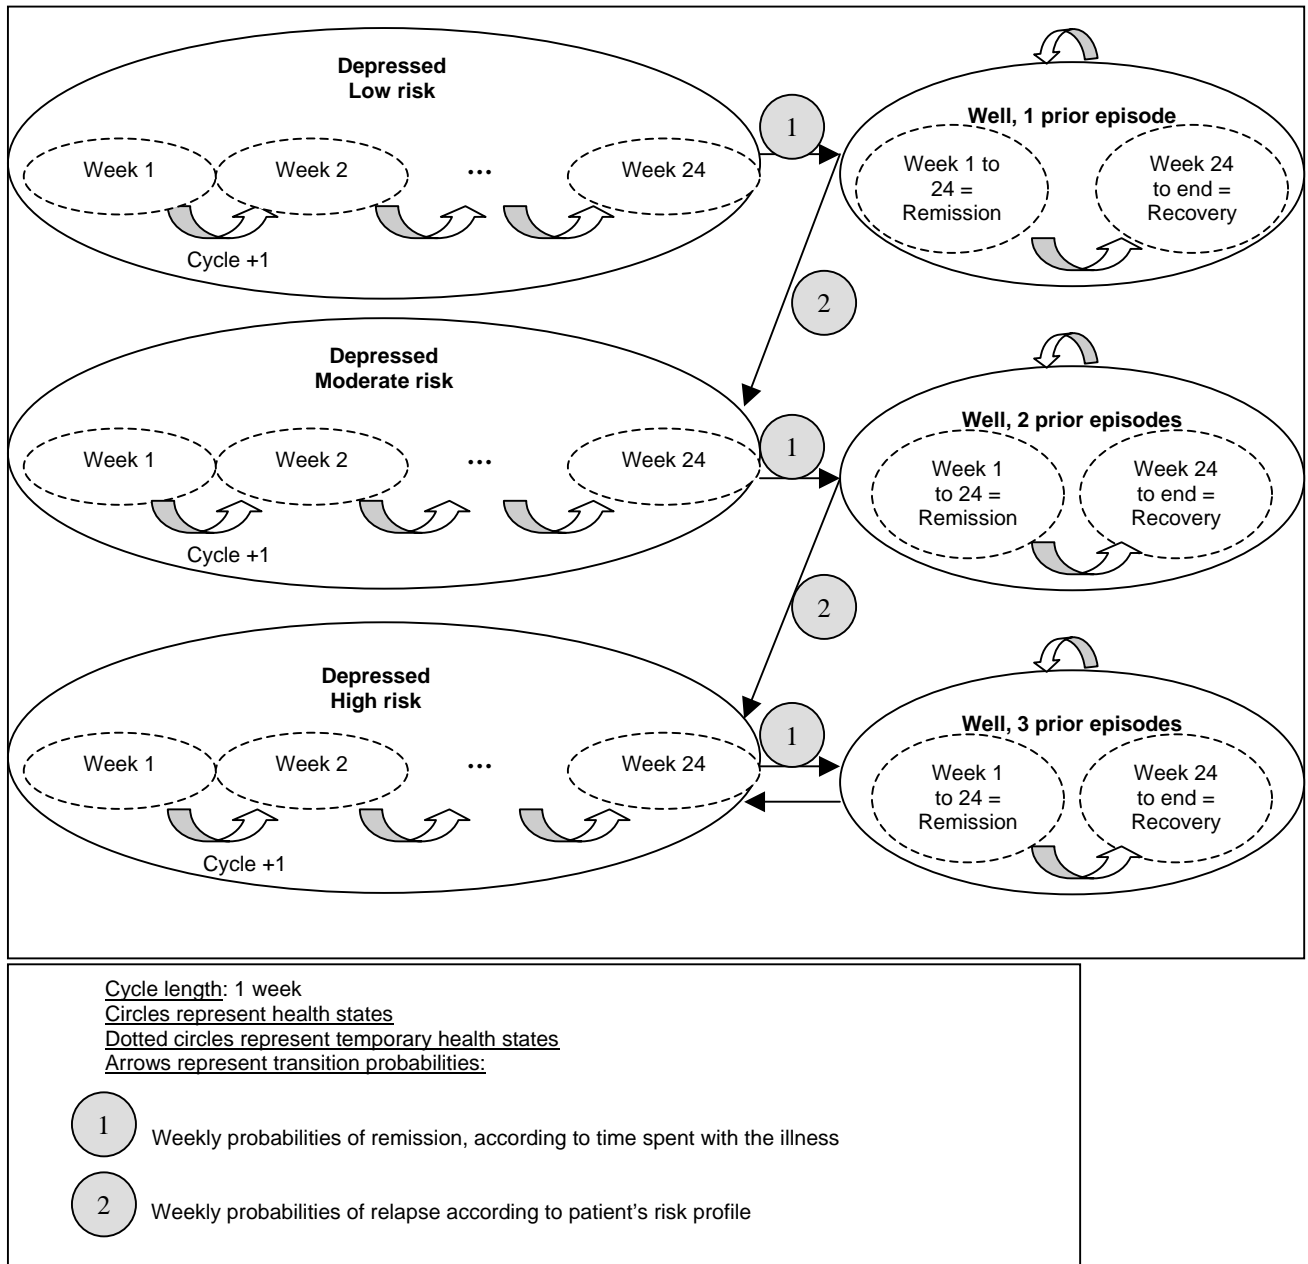 Depressed
Low risk
Week 1
Week 2
...
Week 24
Cycle +1
1
Well, 1 prior episode
Week 1 to
24 =
Remission
Week 24
to end =
Recovery
2
Depressed
Moderate risk
Week 1
Week 2
...
Week 24
Cycle +1
1
Well, 2 prior episodes
Week 1
to 24 =
Remission
Week 24
to end =
Recovery
2
Depressed
High risk
Week 1
Week 2
...
Week 24
Cycle +1
1
Well, 3 prior episodes
Week 1
to 24 =
Remission
Week 24
to end =
Recovery
Cycle length: 1 week
Circles represent health states
Dotted circles represent temporary health states
Arrows represent transition probabilities:
1 Weekly probabilities of remission, according to time spent with the illness
2 Weekly probabilities of relapse according to patient's risk profile